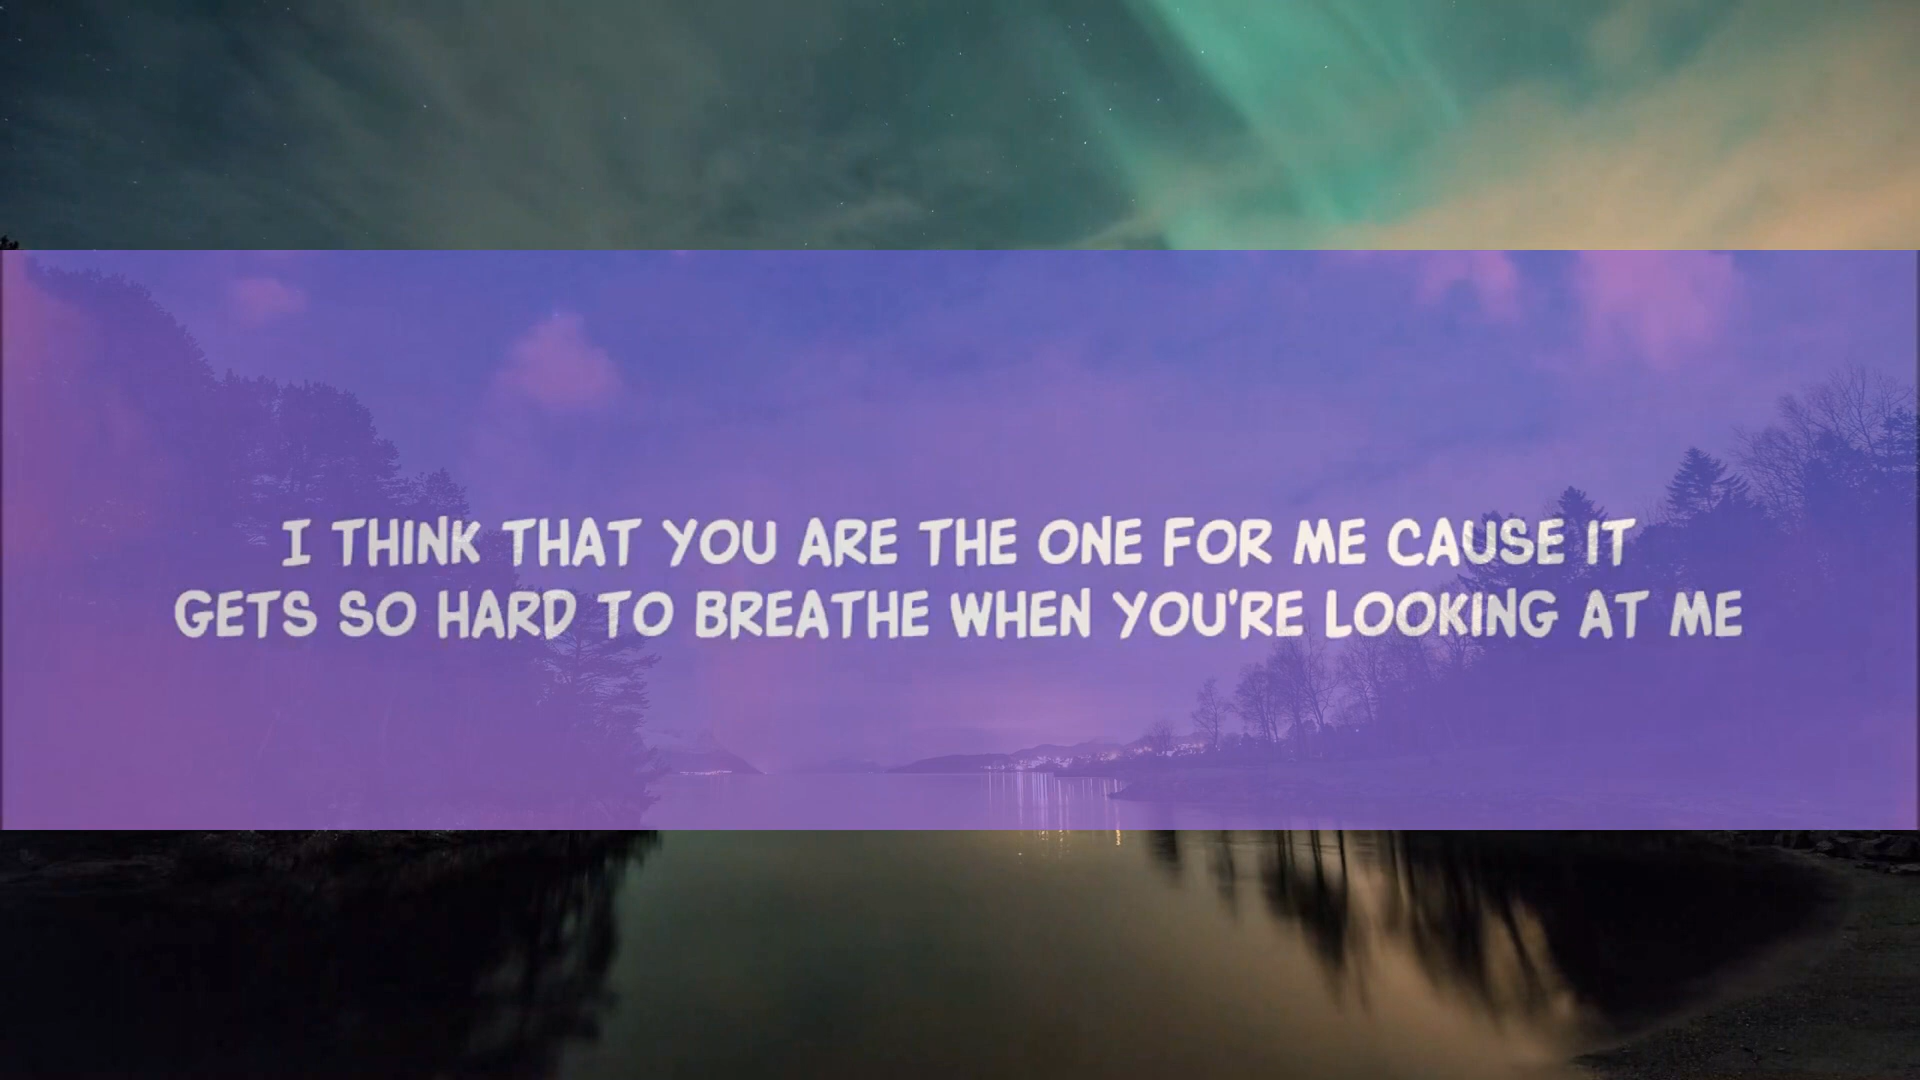 I THINK THAT YOU ARE THE ONE FOR ME CAUSE IT
GETS SO HARD TO BREATHE WHEN YOU'RE LOOKING AT ME